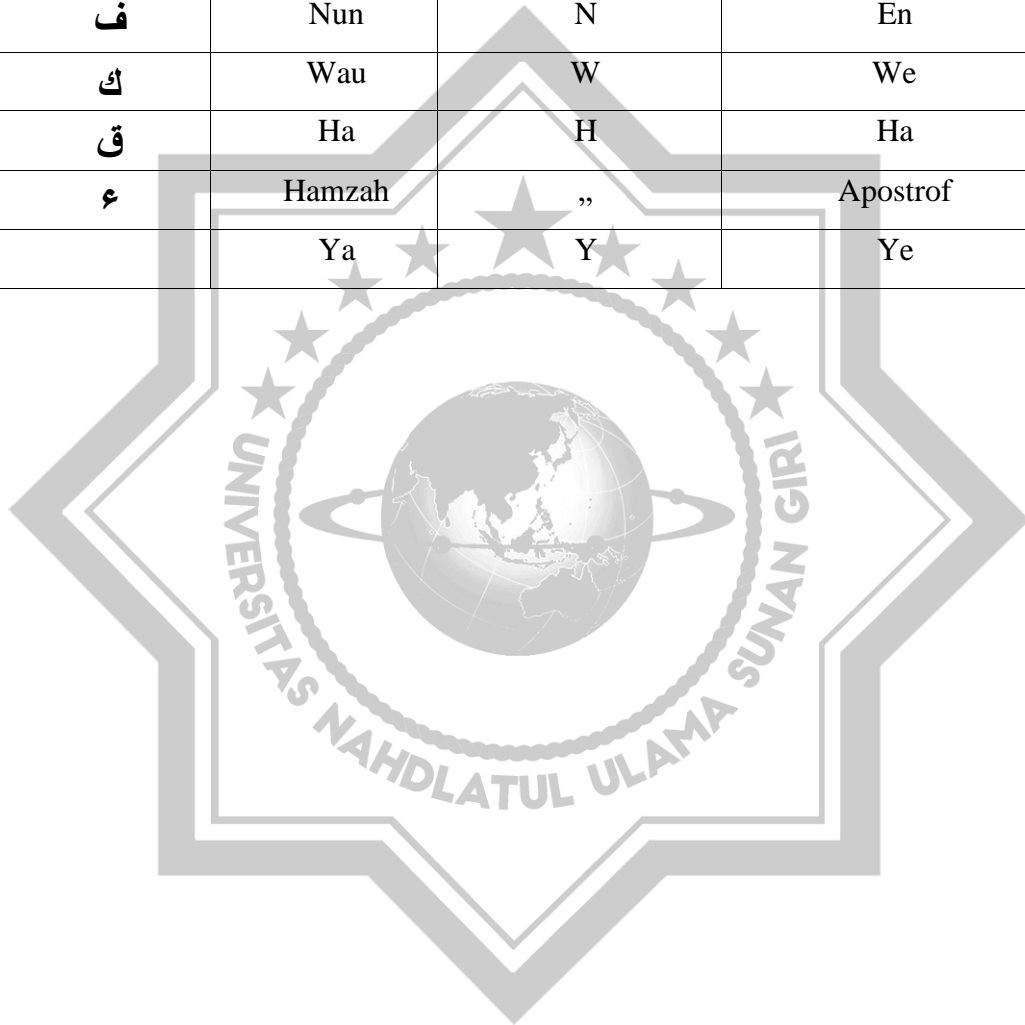 ف Nun N En
ك Wau W We
ق Ha H Ha
ء Hamzah „ Apostrof
Ya Y Ye
UNIVERSITAS NAHDLATUL ULAMA SUNAN GIRI